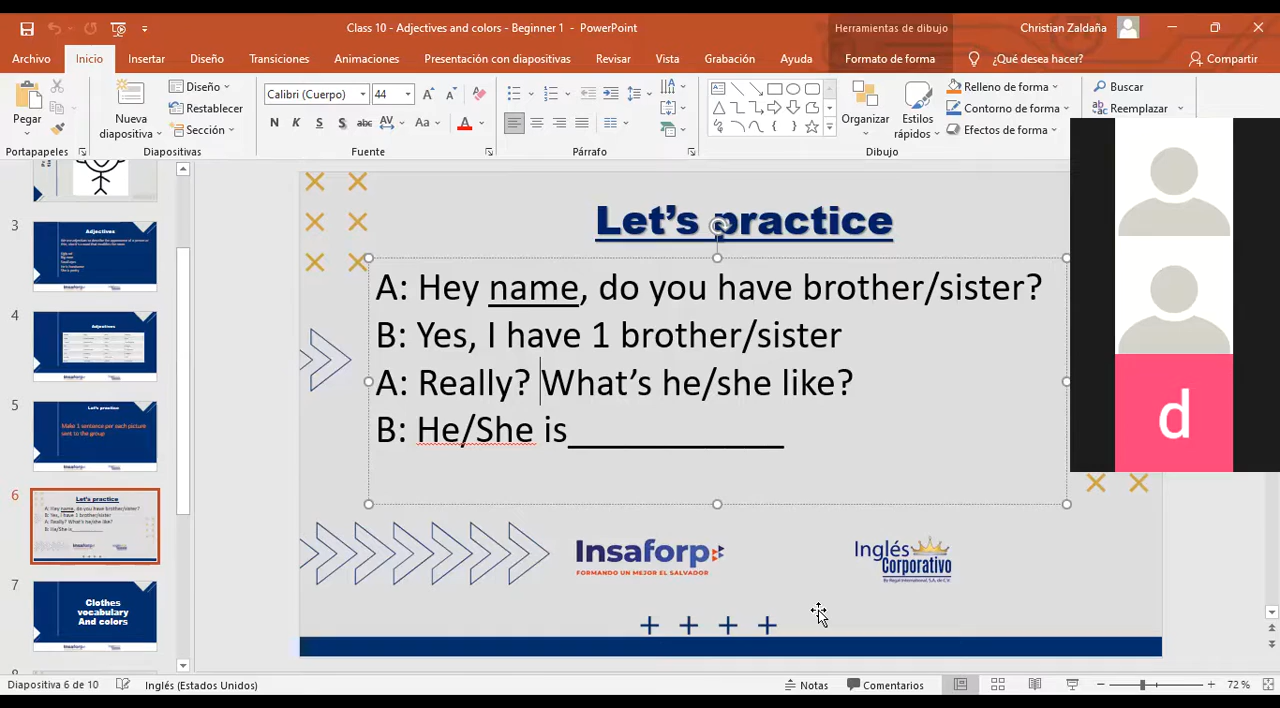 Class 10 - Adjectives and colors - Beginner 1 - PowerPoint
Herramientas de dibujo
Christian Zaldaña
Archivo Inicio Insertar Diseño Transiciones Animaciones Presentación con diapositivas Revisar Vista Grabación Ayuda Formato de forma ¿Qué desea hacer? Compartir
Pegar
Portapapeles
Nueva diapositiva
Diseño
Restablecer
Sección
Diapositivas
Calibri (Cuerpo) 44
N K S S abc AV Aa A
Fuente
Párrafo
Organizar
Estilos rápidos
Relleno de forma
Contorno de forma
Efectos de forma
Dibujo
Buscar
Reemplazar
3
Adjectives
4
Adjectives
5
Let's practice
Make 1 sentence per each picture
sent to the group
6
Let's practice
A: Hey name, do you have brother/sister?
B: Yes, I have 1 brother/sister
A: Really? What's he/she like?
B: He/She is
7
Clothes
vocabulary
And colors
Let's practice
A: Hey name, do you have brother/sister?
B: Yes, I have 1 brother/sister
A: Really? What's he/she like?
B: He/She is______________
Insaforp
FORMANDO UN MEJOR EL SALVADOR
Inglés
Corporativo
d
Diapositiva 6 de 10 Inglés (Estados Unidos) Notas Comentarios 72 %